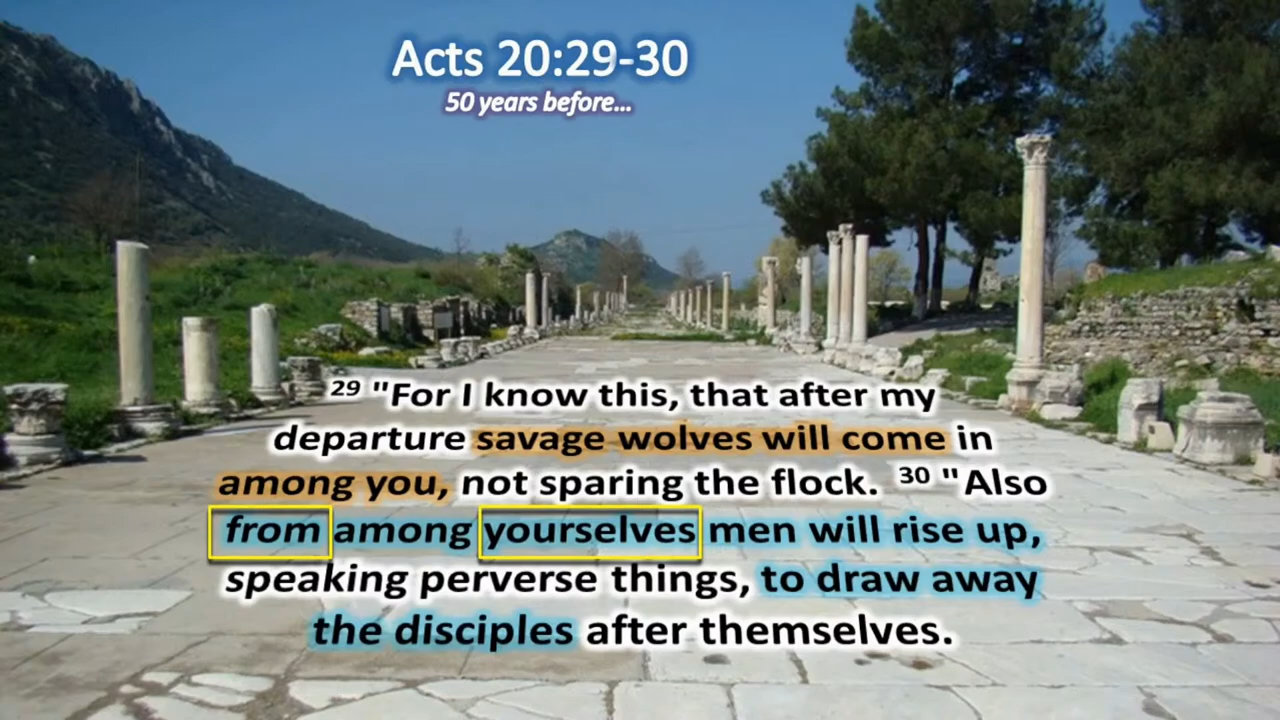 Acts 20:29-30
50 years before...
29 "For I know this, that after my
departure savage wolves will come in
among you, not sparing the flock. 30 "Also
from among yourselves men will rise up,
speaking perverse things, to draw away
the disciples after themselves.